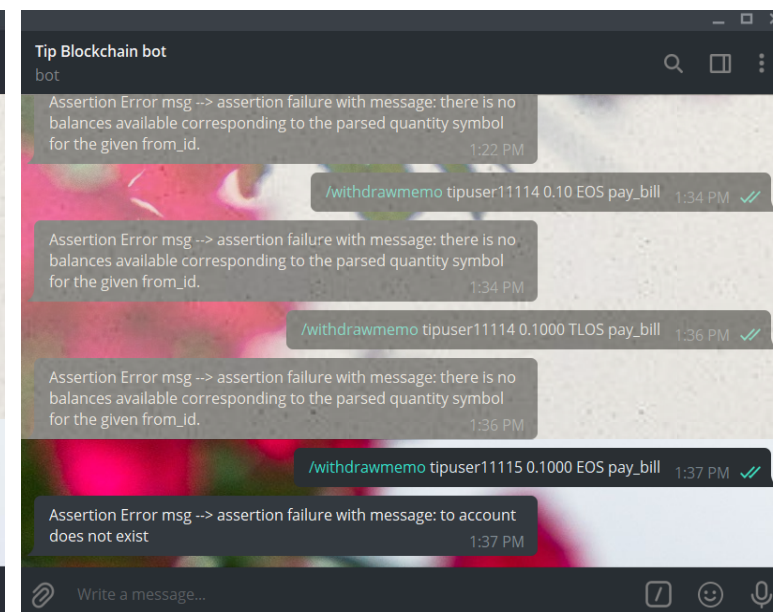 Tip Blockchain bot
bot
Assertion Error msg --> assertion failure with message: there is no
balances available corresponding to the parsed quantity symbol
for the given from_id.
1:22 PM
/withdrawmemo tipuser11114 0.10 EOS pay_bill 1:34 PM
Assertion Error msg --> assertion failure with message: there is no
balances available corresponding to the parsed quantity symbol
for the given from_id.
1:34 PM
/withdrawmemo tipuser11114 0.1000 TLOS pay_bill 1:36 PM
Assertion Error msg --> assertion failure with message: there is no
balances available corresponding to the parsed quantity symbol
for the given from_id.
1:36 PM
/withdrawmemo tipuser11115 0.1000 EOS pay_bill 1:37 PM
Assertion Error msg --> assertion failure with message: to account
does not exist
1:37 PM
Write a message...